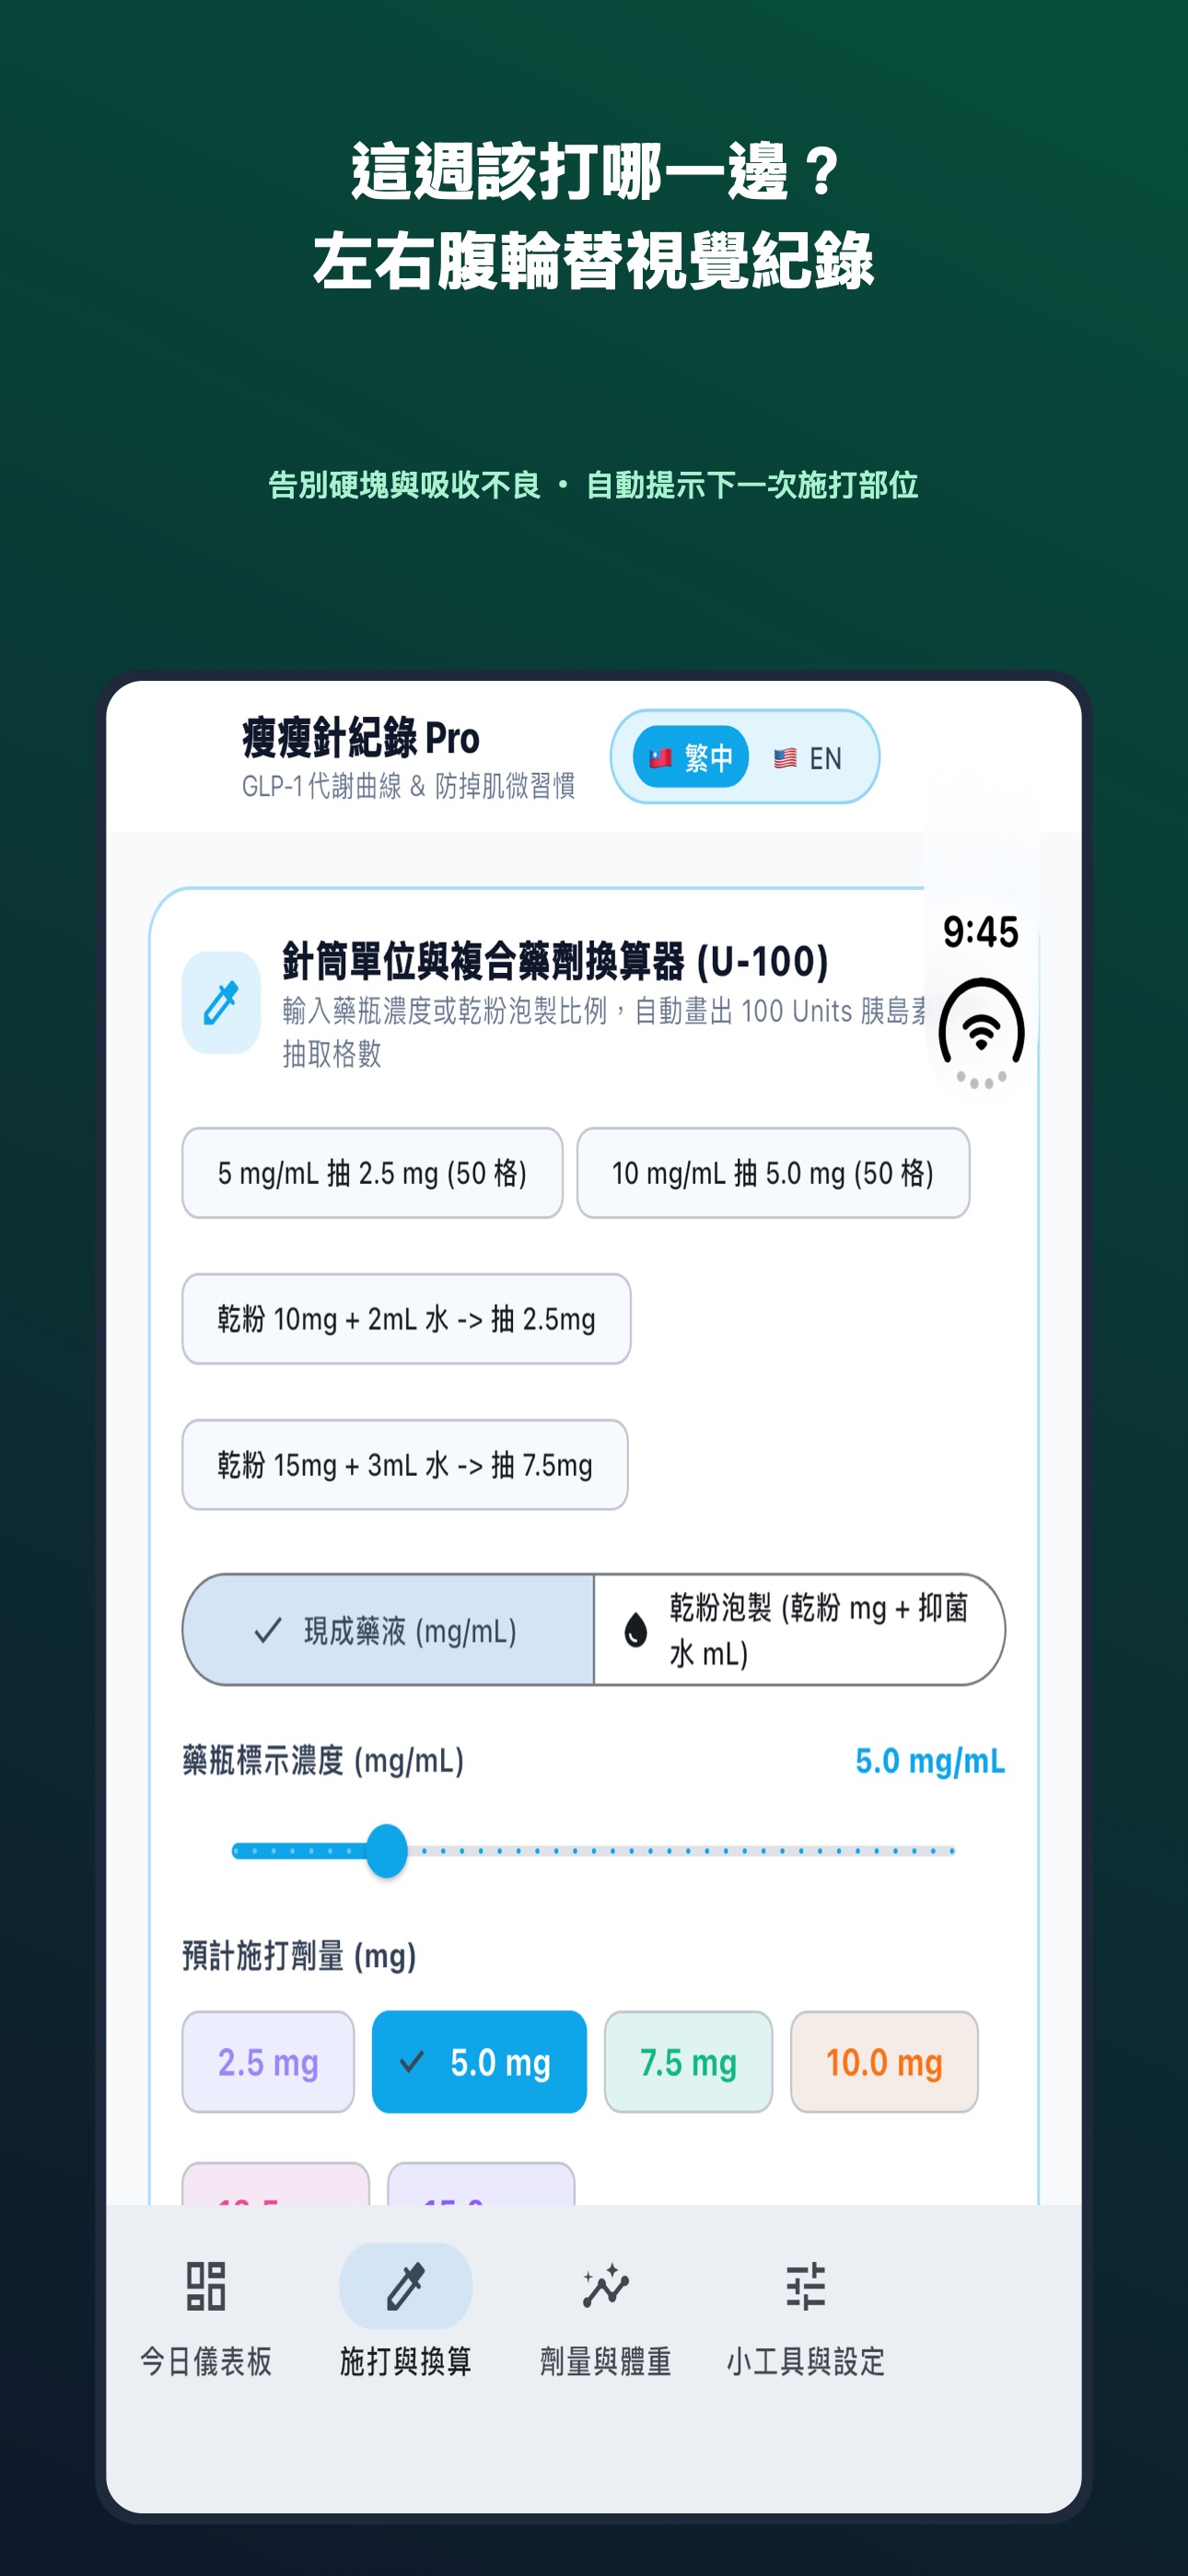 這週該打哪一邊？
左右腹輪替視覺紀錄
告別硬塊與吸收不良 • 自動提示下一次施打部位
瘦瘦針紀錄 Pro
GLP-1 代謝曲線 & 防掉肌微習慣
繁中
EN
9:45
針筒單位與複合藥劑換算器 (U-100)
輸入藥瓶濃度或乾粉泡製比例，自動畫出 100 Units 胰島素
抽取格數
5 mg/mL 抽 2.5 mg (50 格)
10 mg/mL 抽 5.0 mg (50 格)
乾粉 10mg + 2mL 水 -> 抽 2.5mg
乾粉 15mg + 3mL 水 -> 抽 7.5mg
現成藥液 (mg/mL)
乾粉泡製 (乾粉 mg + 抑菌
水 mL)
藥瓶標示濃度 (mg/mL)
5.0 mg/mL
預計施打劑量 (mg)
2.5 mg
5.0 mg
7.5 mg
10.0 mg
今日儀表板
施打與換算
劑量與體重
小工具與設定